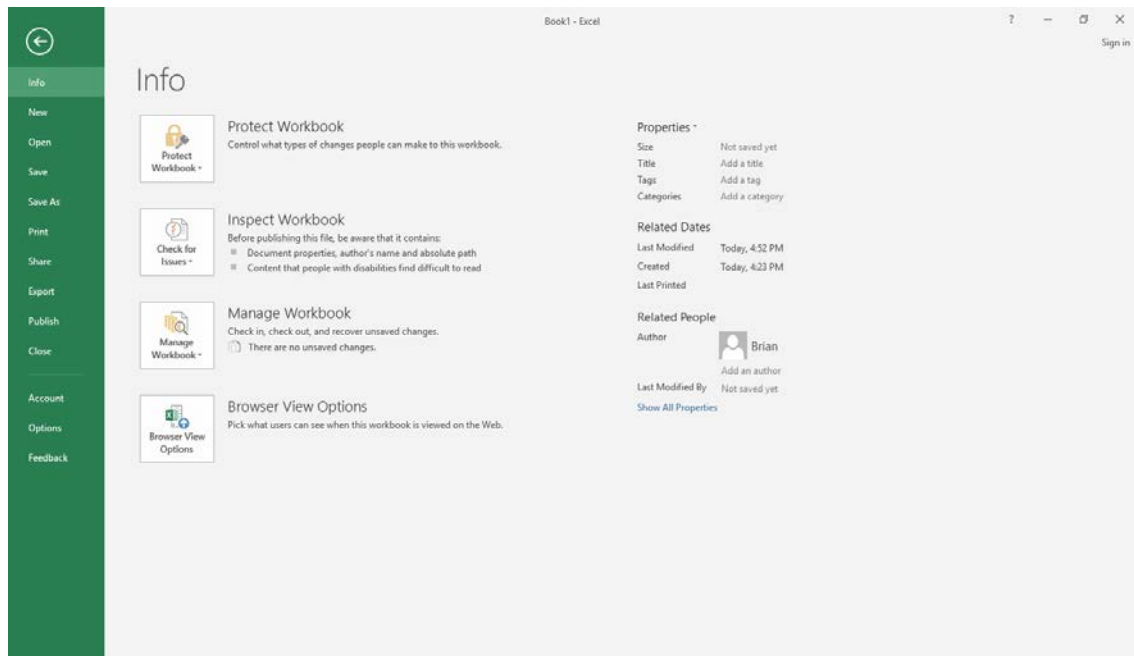 Book1 - Excel
?
Sign in
Info
New
Open
Save
Save As
Print
Share
Export
Publish
Close
Account
Options
Feedback
Info
Protect Workbook
Protect Workbook
Control what types of changes people can make to this workbook.
Check for Issues
Inspect Workbook
Before publishing this file, be aware that it contains:
Document properties, author's name and absolute path
Content that people with disabilities find difficult to read
Manage Workbook
Manage Workbook
Check in, check out, and recover unsaved changes.
There are no unsaved changes.
Browser View Options
Browser View Options
Pick what users can see when this workbook is viewed on the Web.
Properties
Size Not saved yet
Title Add a title
Tags Add a tag
Categories Add a category
Related Dates
Last Modified Today, 4:52 PM
Created Today, 4:23 PM
Last Printed
Related People
Author Brian
Add an author
Last Modified By Not saved yet
Show All Properties